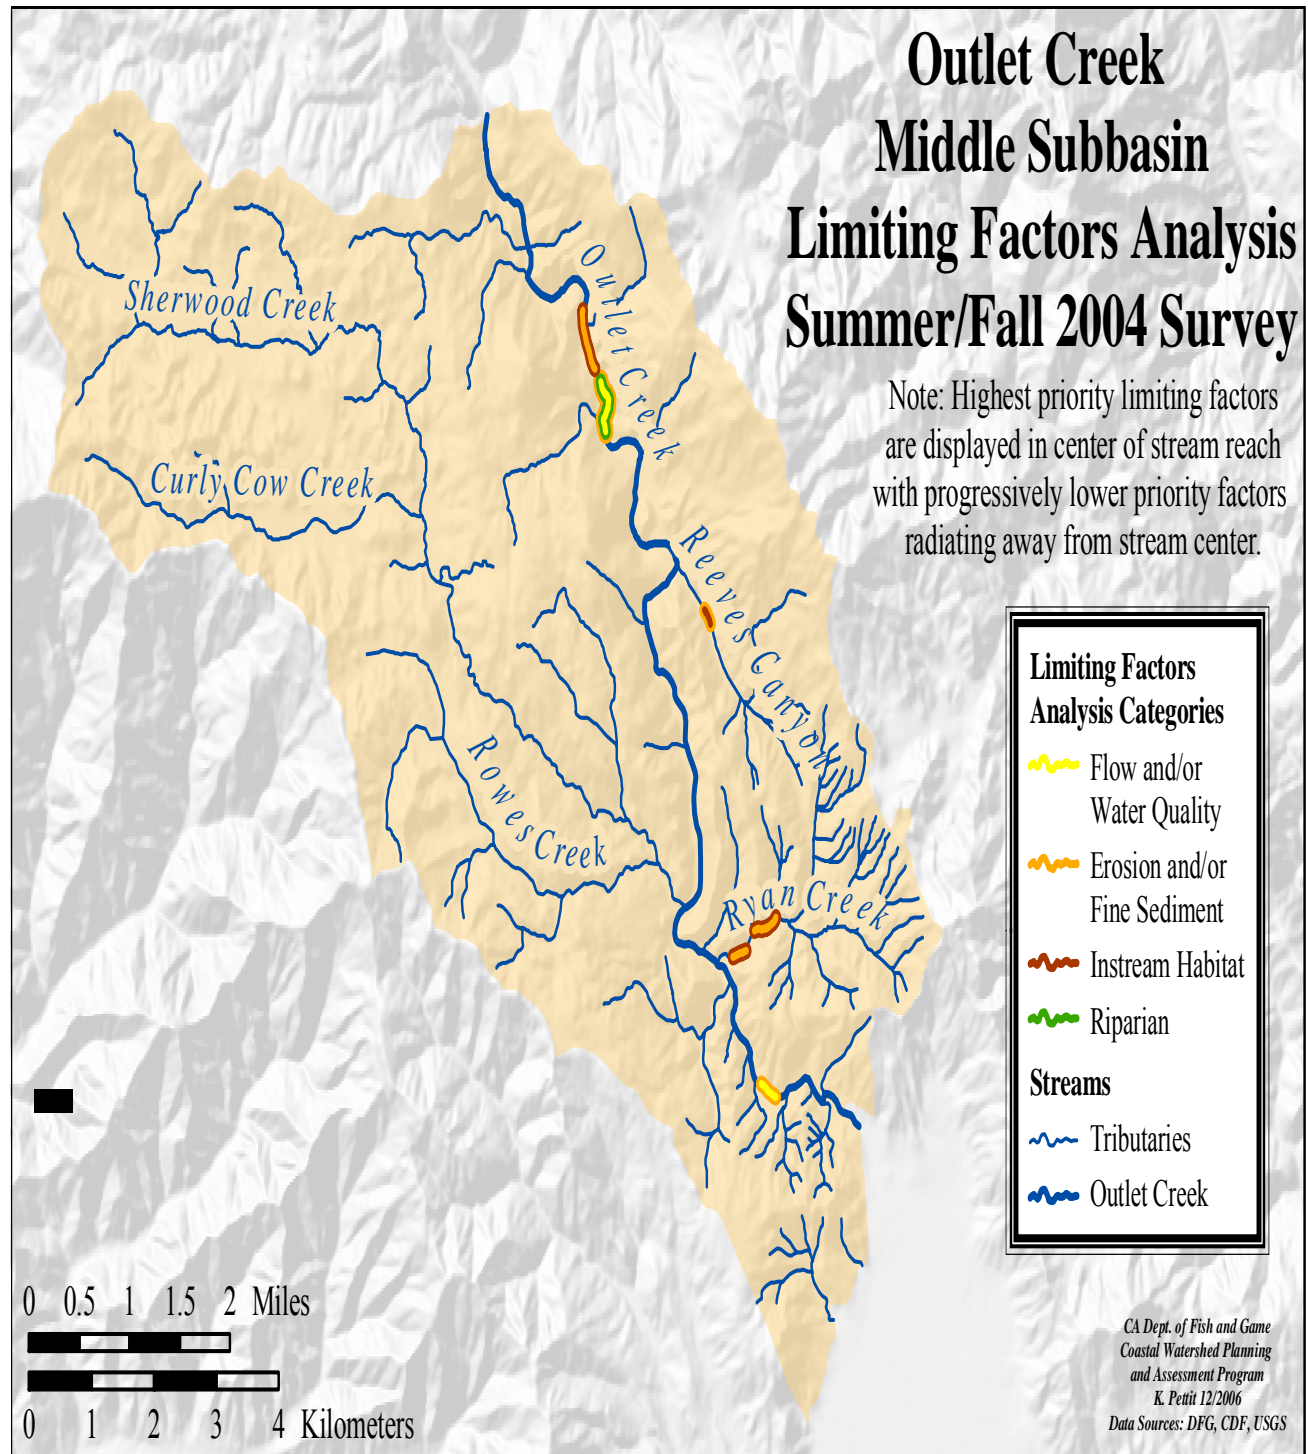 Outlet Creek
Middle Subbasin
Limiting Factors Analysis
Summer/Fall 2004 Survey
Note: Highest priority limiting factors
are displayed in center of stream reach
with progressively lower priority factors
radiating away from stream center.
Outlet Creek
Sherwood Creek
Curly Cow Creek
Reeves Canyon
Rowes Creek
Ryan Creek
Limiting Factors
Analysis Categories
Flow and/or
Water Quality
Erosion and/or
Fine Sediment
Instream Habitat
Riparian
Streams
Tributaries
Outlet Creek
0 0.5 1 1.5 2 Miles
0 1 2 3 4 Kilometers
CA Dept. of Fish and Game
Coastal Watershed Planning
and Assessment Program
K. Pettit 12/2006
Data Sources: DFG, CDF, USGS